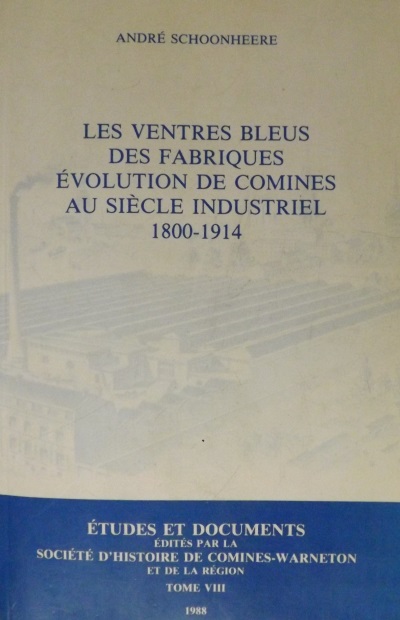 ANDRÉ SCHOONHEERE
LES VENTRES BLEUS
DES FABRIQUES
ÉVOLUTION DE COMINES
AU SIÈCLE INDUSTRIEL
1800-1914
ÉTUDES ET DOCUMENTS
ÉDITÉS PAR LA
SOCIÉTÉ D'HISTOIRE DE COMINES-WARNETON
ET DE LA RÉGION
TOME VIII
1988